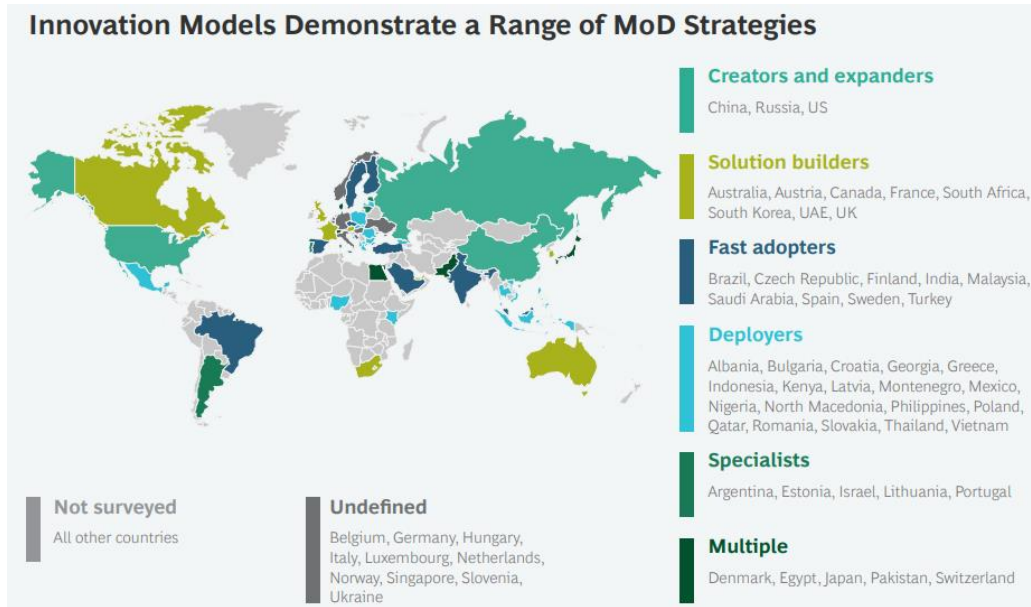 Innovation Models Demonstrate a Range of MoD Strategies
Creators and expanders
China, Russia, US
Solution builders
Australia, Austria, Canada, France, South Africa,
South Korea, UAE, UK
Fast adopters
Brazil, Czech Republic, Finland, India, Malaysia,
Saudi Arabia, Spain, Sweden, Turkey
Deployers
Albania, Bulgaria, Croatia, Georgia, Greece,
Indonesia, Kenya, Latvia, Montenegro, Mexico,
Nigeria, North Macedonia, Philippines, Poland,
Qatar, Romania, Slovakia, Thailand, Vietnam
Specialists
Argentina, Estonia, Israel, Lithuania, Portugal
Multiple
Denmark, Egypt, Japan, Pakistan, Switzerland
Not surveyed
All other countries
Undefined
Belgium, Germany, Hungary,
Italy, Luxembourg, Netherlands,
Norway, Singapore, Slovenia,
Ukraine